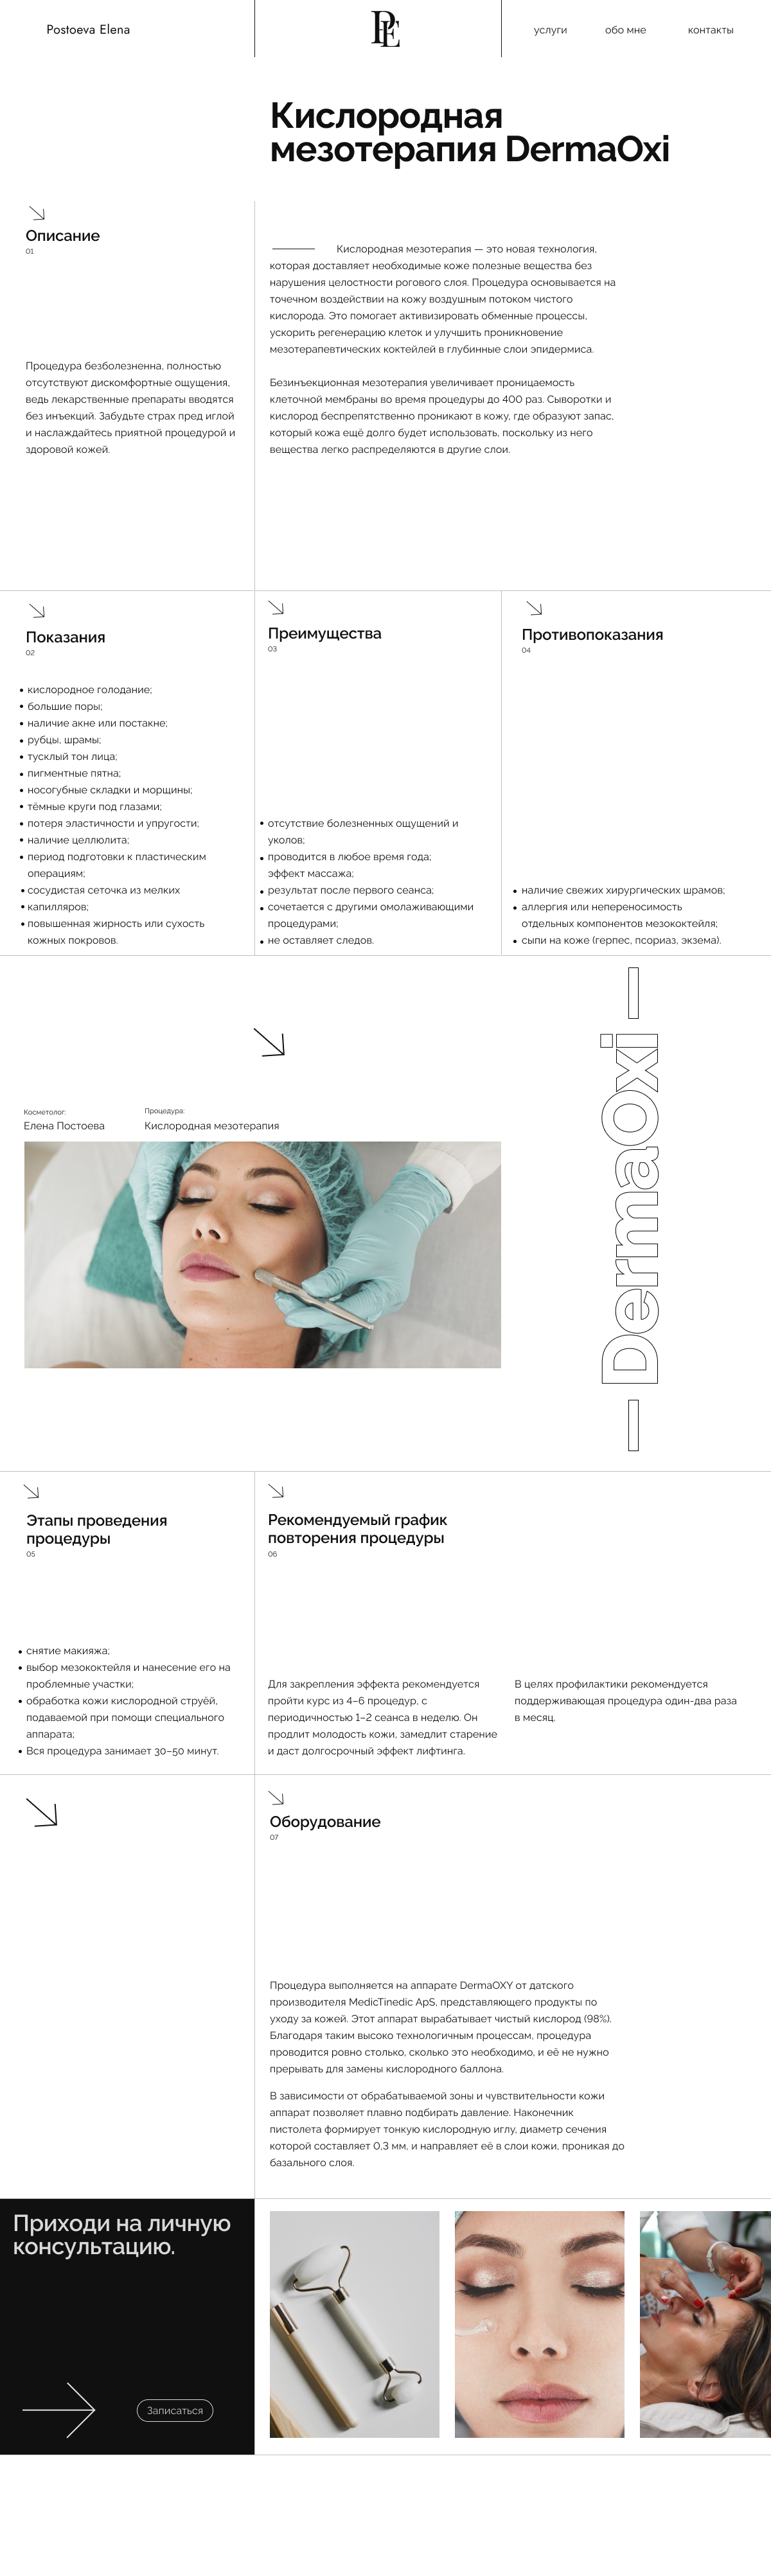 Postoeva Elena
PE
услуги
обо мне
контакты
Кислородная
мезотерапия DermaOxi
Описание
01
Процедура безболезненна, полностью
отсутствуют дискомфортные ощущения,
ведь лекарственные препараты вводятся
без инъекций. Забудьте страх пред иглой
и наслаждайтесь приятной процедурой и
здоровой кожей.
Кислородная мезотерапия — это новая технология,
которая доставляет необходимые коже полезные вещества без
нарушения целостности рогового слоя. Процедура основывается на
точечном воздействии на кожу воздушным потоком чистого
кислорода. Это помогает активизировать обменные процессы,
ускорить регенерацию клеток и улучшить проникновение
мезотерапевтических коктейлей в глубинные слои эпидермиса.
Безинъекционная мезотерапия увеличивает проницаемость
клеточной мембраны во время процедуры до 400 раз. Сыворотки и
кислород беспрепятственно проникают в кожу, где образуют запас,
который кожа ещё долго будет использовать, поскольку из него
вещества легко распределяются в другие слои.
Показания
02
• кислородное голодание;
• большие поры;
• наличие акне или постакне;
• рубцы, шрамы;
• тусклый тон лица;
• пигментные пятна;
• носогубные складки и морщины;
• тёмные круги под глазами;
• потеря эластичности и упругости;
• наличие целлюлита;
• период подготовки к пластическим
операциям;
• сосудистая сеточка из мелких
• капилляров;
• повышенная жирность или сухость
кожных покровов.
Преимущества
03
• отсутствие болезненных ощущений и
уколов;
• проводится в любое время года;
эффект массажа;
• результат после первого сеанса;
• сочетается с другими омолаживающими
процедурами;
• не оставляет следов.
Противопоказания
04
• наличие свежих хирургических шрамов;
• аллергия или непереносимость
отдельных компонентов мезококтейля;
• сыпи на коже (герпес, псориаз, экзема).
Косметолог:
Елена Постоева
Процедура:
Кислородная мезотерапия
— DermaOxi —
Этапы проведения
процедуры
05
• снятие макияжа;
• выбор мезококтейля и нанесение его на
проблемные участки;
• обработка кожи кислородной струёй,
подаваемой при помощи специального
аппарата;
• Вся процедура занимает 30–50 минут.
Рекомендуемый график
повторения процедуры
06
Для закрепления эффекта рекомендуется
пройти курс из 4–6 процедур, с
периодичностью 1–2 сеанса в неделю. Он
продлит молодость кожи, замедлит старение
и даст долгосрочный эффект лифтинга.
В целях профилактики рекомендуется
поддерживающая процедура один-два раза
в месяц.
Оборудование
07
Процедура выполняется на аппарате DermaOXY от датского
производителя MedicTinedic ApS, представляющего продукты по
уходу за кожей. Этот аппарат вырабатывает чистый кислород (98%).
Благодаря таким высоко технологичным процессам, процедура
проводится ровно столько, сколько это необходимо, и её не нужно
прерывать для замены кислородного баллона.
В зависимости от обрабатываемой зоны и чувствительности кожи
аппарат позволяет плавно подбирать давление. Наконечник
пистолета формирует тонкую кислородную иглу, диаметр сечения
которой составляет 0,3 мм, и направляет её в слои кожи, проникая до
базального слоя.
Приходи на личную
консультацию.
Записаться